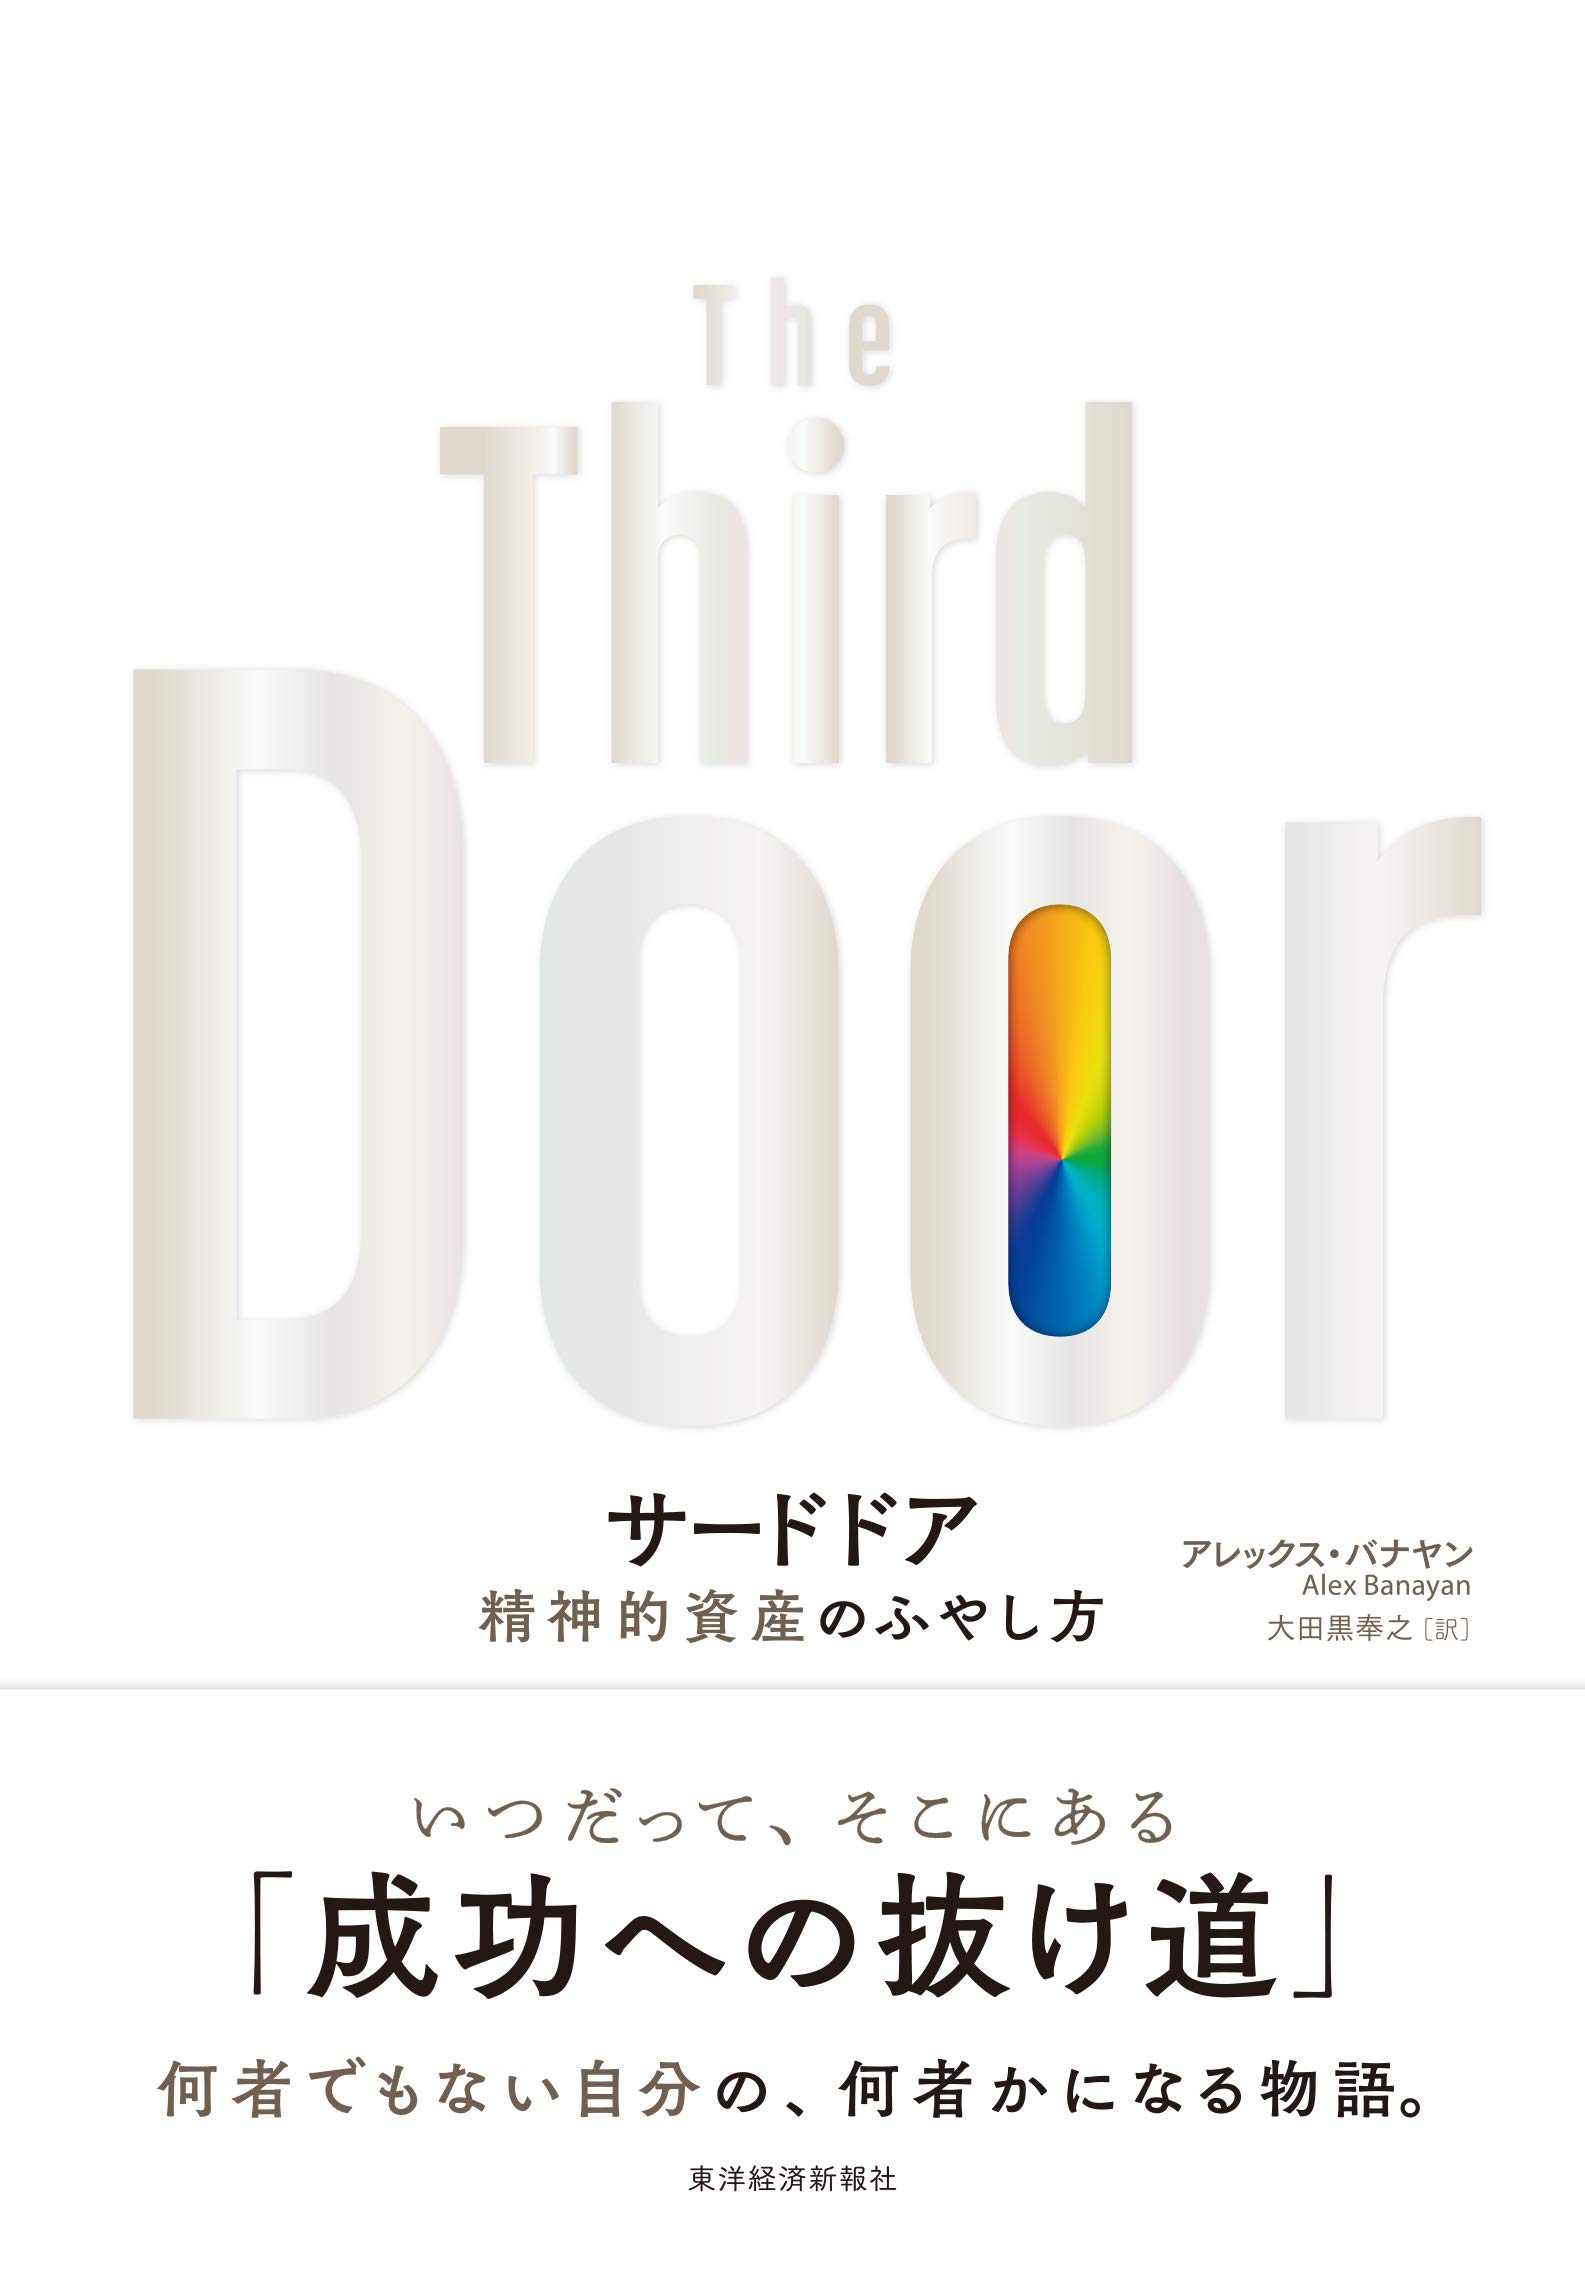 The
Third
Door
サードドア
精神的資産のふやし方
アレックス・バナヤン
Alex Banayan
大田黒奉之［訳］
いつだって、そこにある
「成功への抜け道」
何者でもない自分の、何者かになる物語。
東洋経済新報社